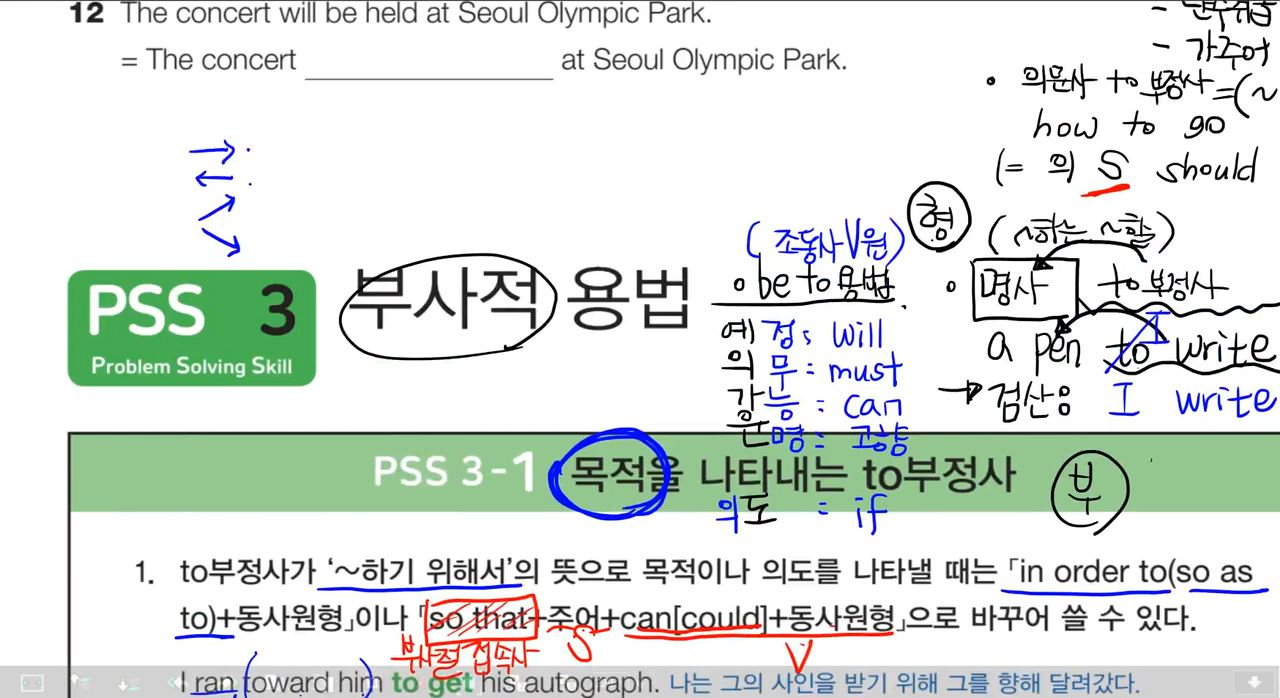 12 The concert will be held at Seoul Olympic Park.
= The concert ____________ at Seoul Olympic Park.
- 가주어
• 의문사 to 부정사 = (~
how to go
(= 의 S should
형
(~하는 ~할)
명사 to부정사
a pen to write
I
→ 검산: I write
(조동사V원)
• be to 용법
예정: will
의무: must
가능: can
운명: 고향
의도 = if
PSS 3
Problem Solving Skill
부사적 용법
PSS 3-1 목적을 나타내는 to부정사
부
1. to부정사가 '~하기 위해서'의 뜻으로 목적이나 의도를 나타낼 때는 「in order to(so as
to)+동사원형」이나 「so that+주어+can[could]+동사원형」으로 바꾸어 쓸 수 있다.
부사절 접속사 S V
I ran toward him to get his autograph. 나는 그의 사인을 받기 위해 그를 향해 달려갔다.